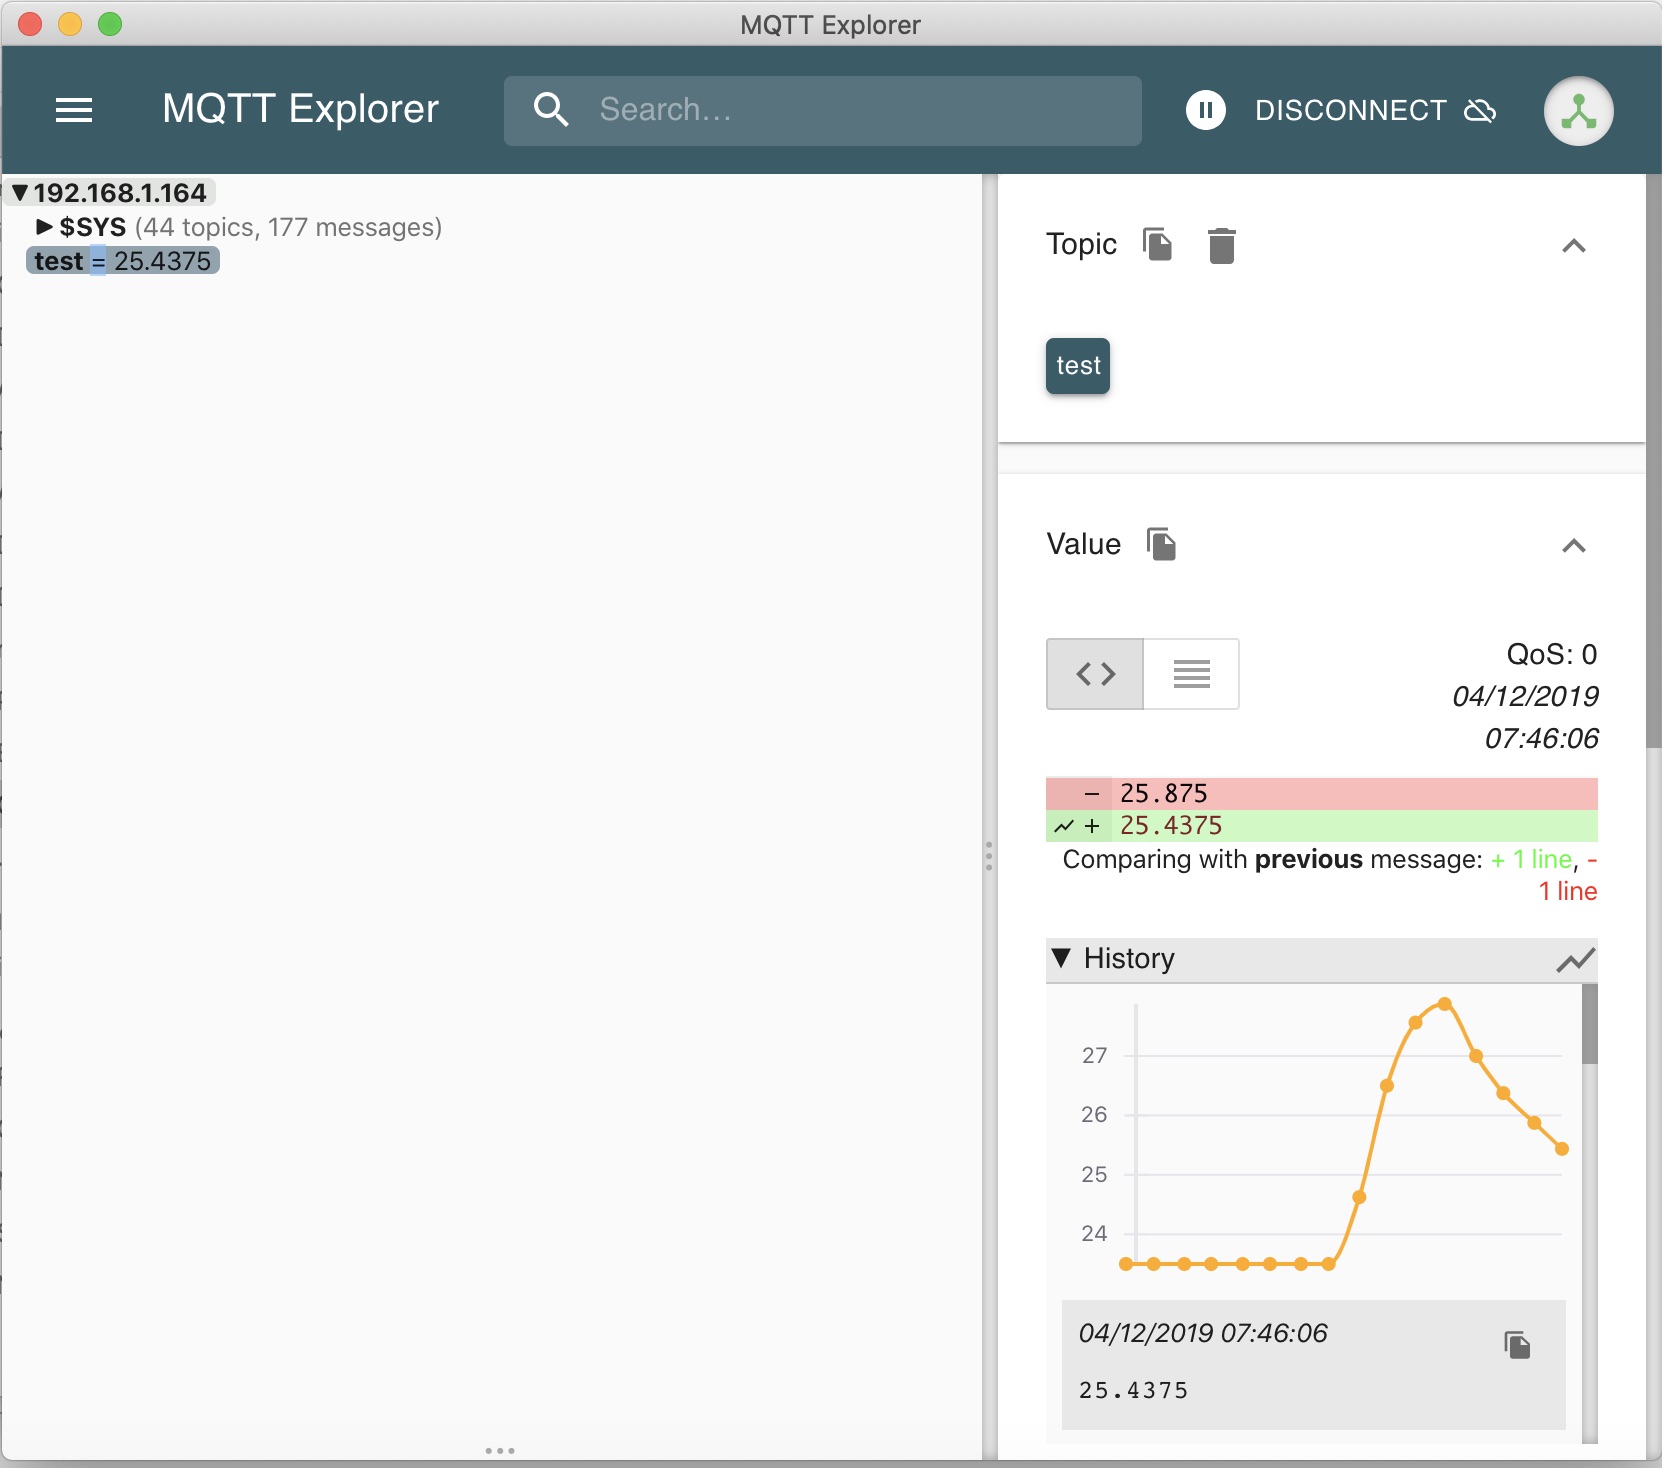 MQTT Explorer
MQTT Explorer
Search…
DISCONNECT
▼ 192.168.1.164
▶ $SYS (44 topics, 177 messages)
test = 25.4375
Topic
test
Value
QoS: 0
04/12/2019
07:46:06
− 25.875
+ 25.4375
Comparing with previous message: + 1 line, -
1 line
▼ History
27
26
25
24
04/12/2019 07:46:06
25.4375